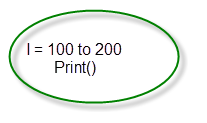 I = 100 to 200
Print()